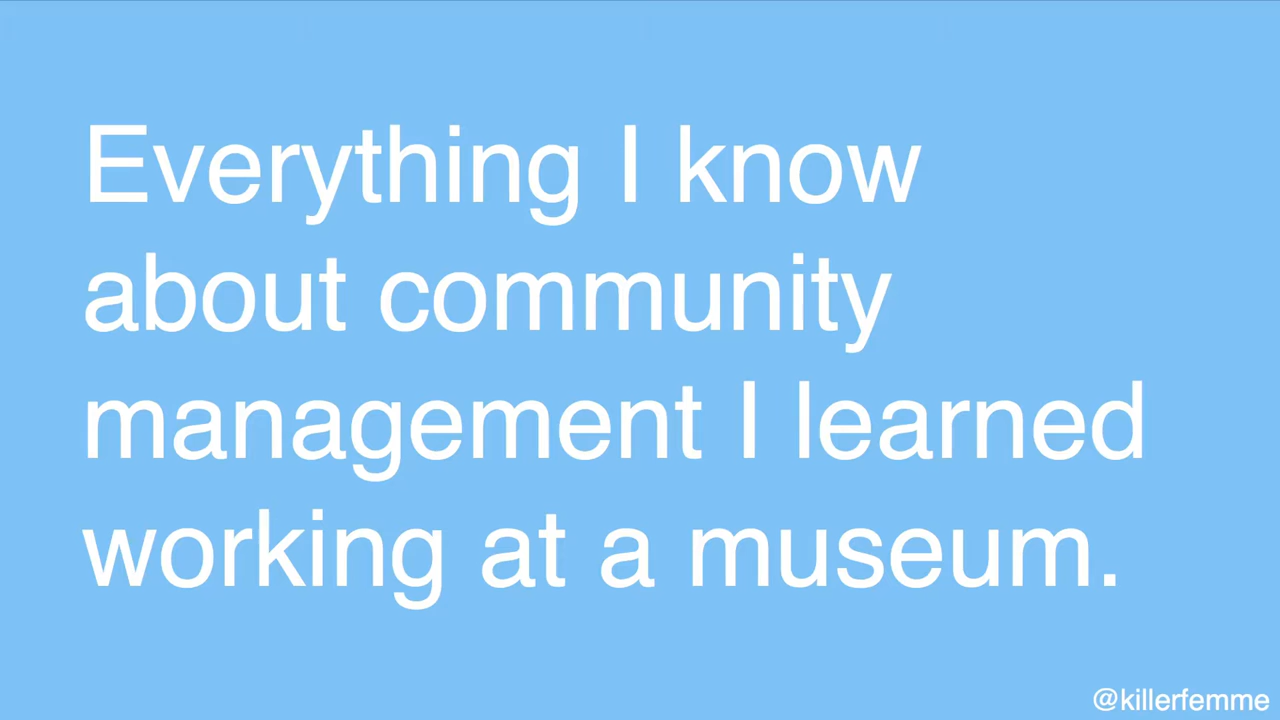 Everything I know
about community
management I learned
working at a museum.
@killerfemme